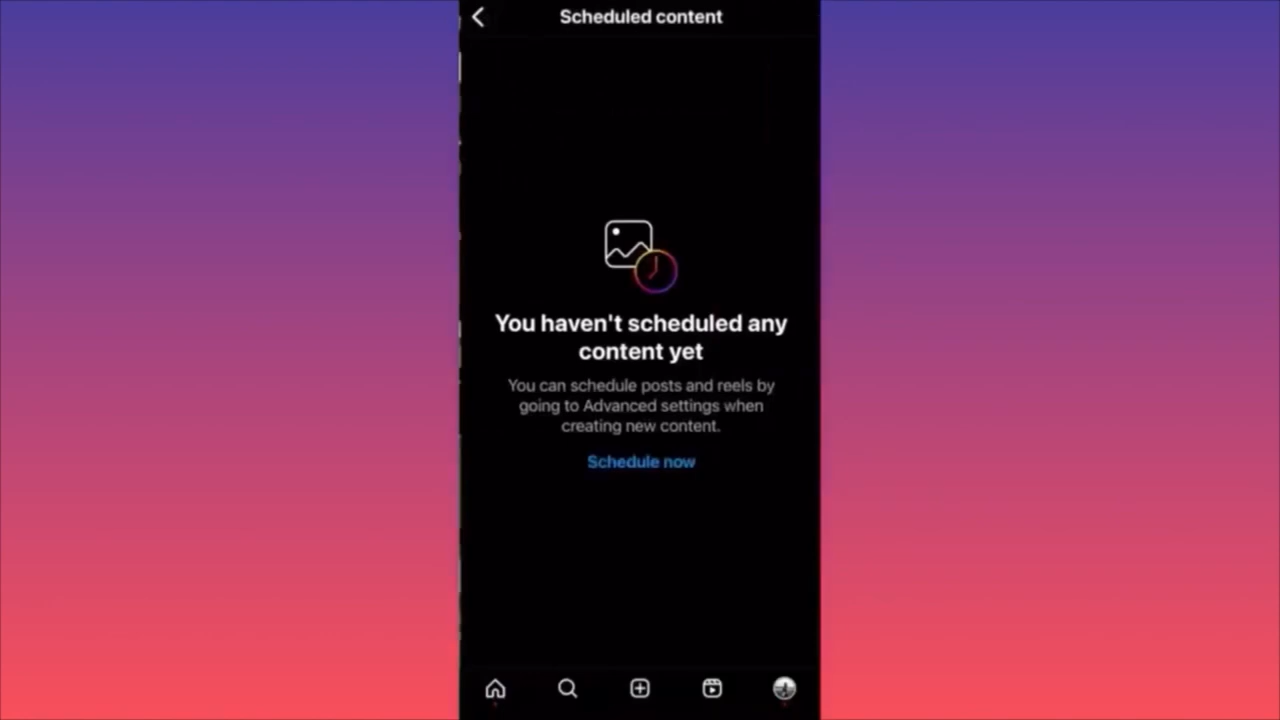 Scheduled content
You haven't scheduled any
content yet
You can schedule posts and reels by
going to Advanced settings when
creating new content.
Schedule now